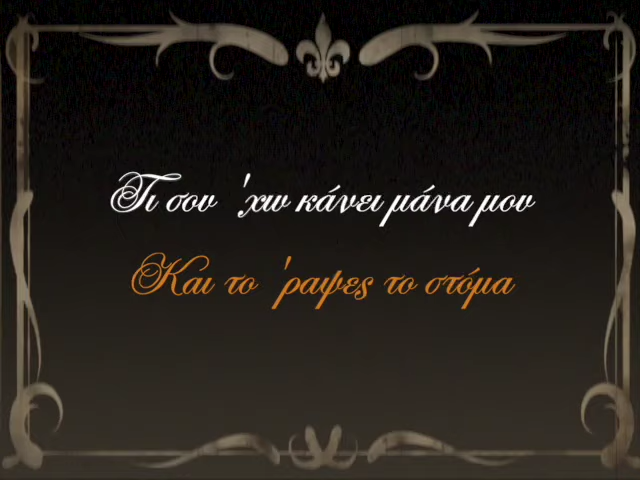 Τι σου 'χω κάνει μάνα μου
Και το 'ραψες το στόμα